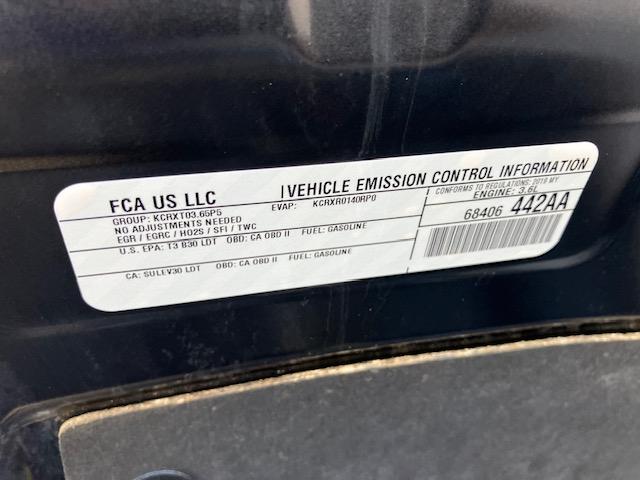 FCA US LLC
VEHICLE EMISSION CONTROL INFORMATION
GROUP: KCRXT03.65P5
EVAP: KCRXR0140RP0
CONFORMS TO REGULATIONS: 2019 MY
NO ADJUSTMENTS NEEDED
ENGINE: 3.6L
EGR / EGRC / HO2S / SFI / TWC
68406 442AA
U.S. EPA: T3 B30 LDT OBD: CA OBD II FUEL: GASOLINE
CA: SULEV30 LDT OBD: CA OBD II FUEL: GASOLINE